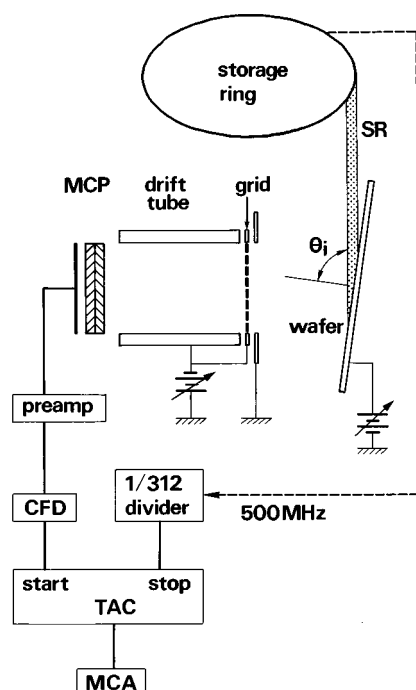 storage
ring
SR
MCP
drift
tube
grid
θi
wafer
preamp
CFD
1/312
divider
500MHz
start
stop
TAC
MCA